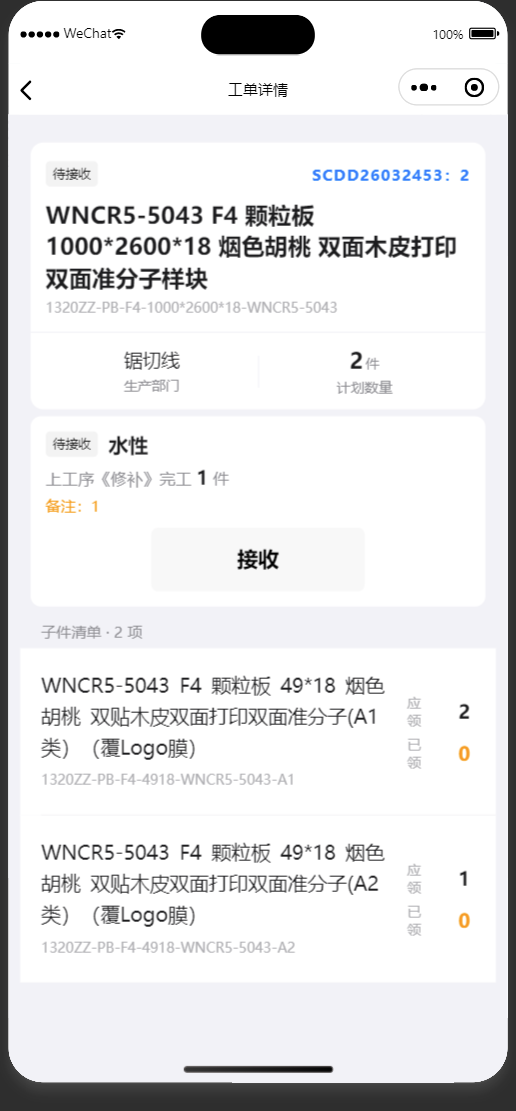 WeChat
100%
工单详情
待接收
SCDD26032453：2
WNCR5-5043 F4 颗粒板
1000*2600*18 烟色胡桃 双面木皮打印
双面准分子样块
1320ZZ-PB-F4-1000*2600*18-WNCR5-5043
锯切线
生产部门
2件
计划数量
待接收 水性
上工序《修补》完工 1 件
备注：1
接收
子件清单 · 2 项
WNCR5-5043 F4 颗粒板 49*18 烟色
胡桃 双贴木皮双面打印双面准分子(A1
类）（覆Logo膜）
1320ZZ-PB-F4-4918-WNCR5-5043-A1
应领 2
已领 0
WNCR5-5043 F4 颗粒板 49*18 烟色
胡桃 双贴木皮双面打印双面准分子(A2
类）（覆Logo膜）
1320ZZ-PB-F4-4918-WNCR5-5043-A2
应领 1
已领 0